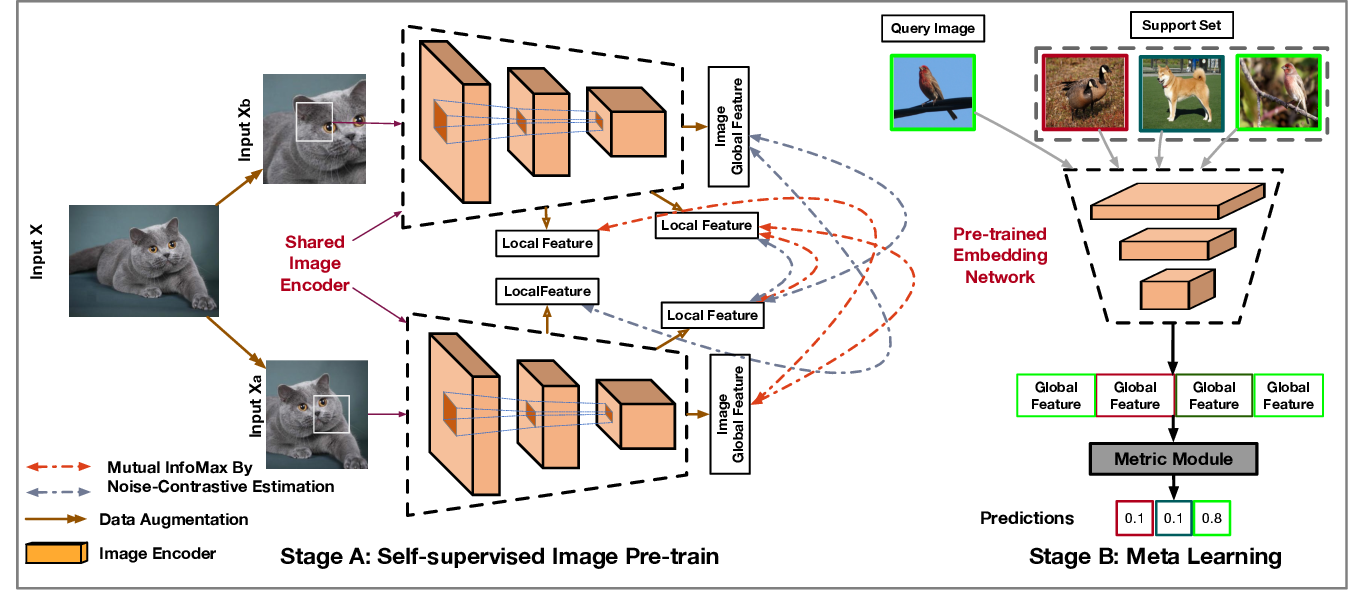 Input X
Input Xb
Input Xa
Shared
Image
Encoder
Image
Global Feature
Local Feature
Local Feature
LocalFeature
Local Feature
Image
Global Feature
Mutual InfoMax By
Noise-Contrastive Estimation
Data Augmentation
Image Encoder
Stage A: Self-supervised Image Pre-train
Query Image
Support Set
Pre-trained
Embedding
Network
Global
Feature
Global
Feature
Global
Feature
Global
Feature
Metric Module
Predictions
0.1
0.1
0.8
Stage B: Meta Learning